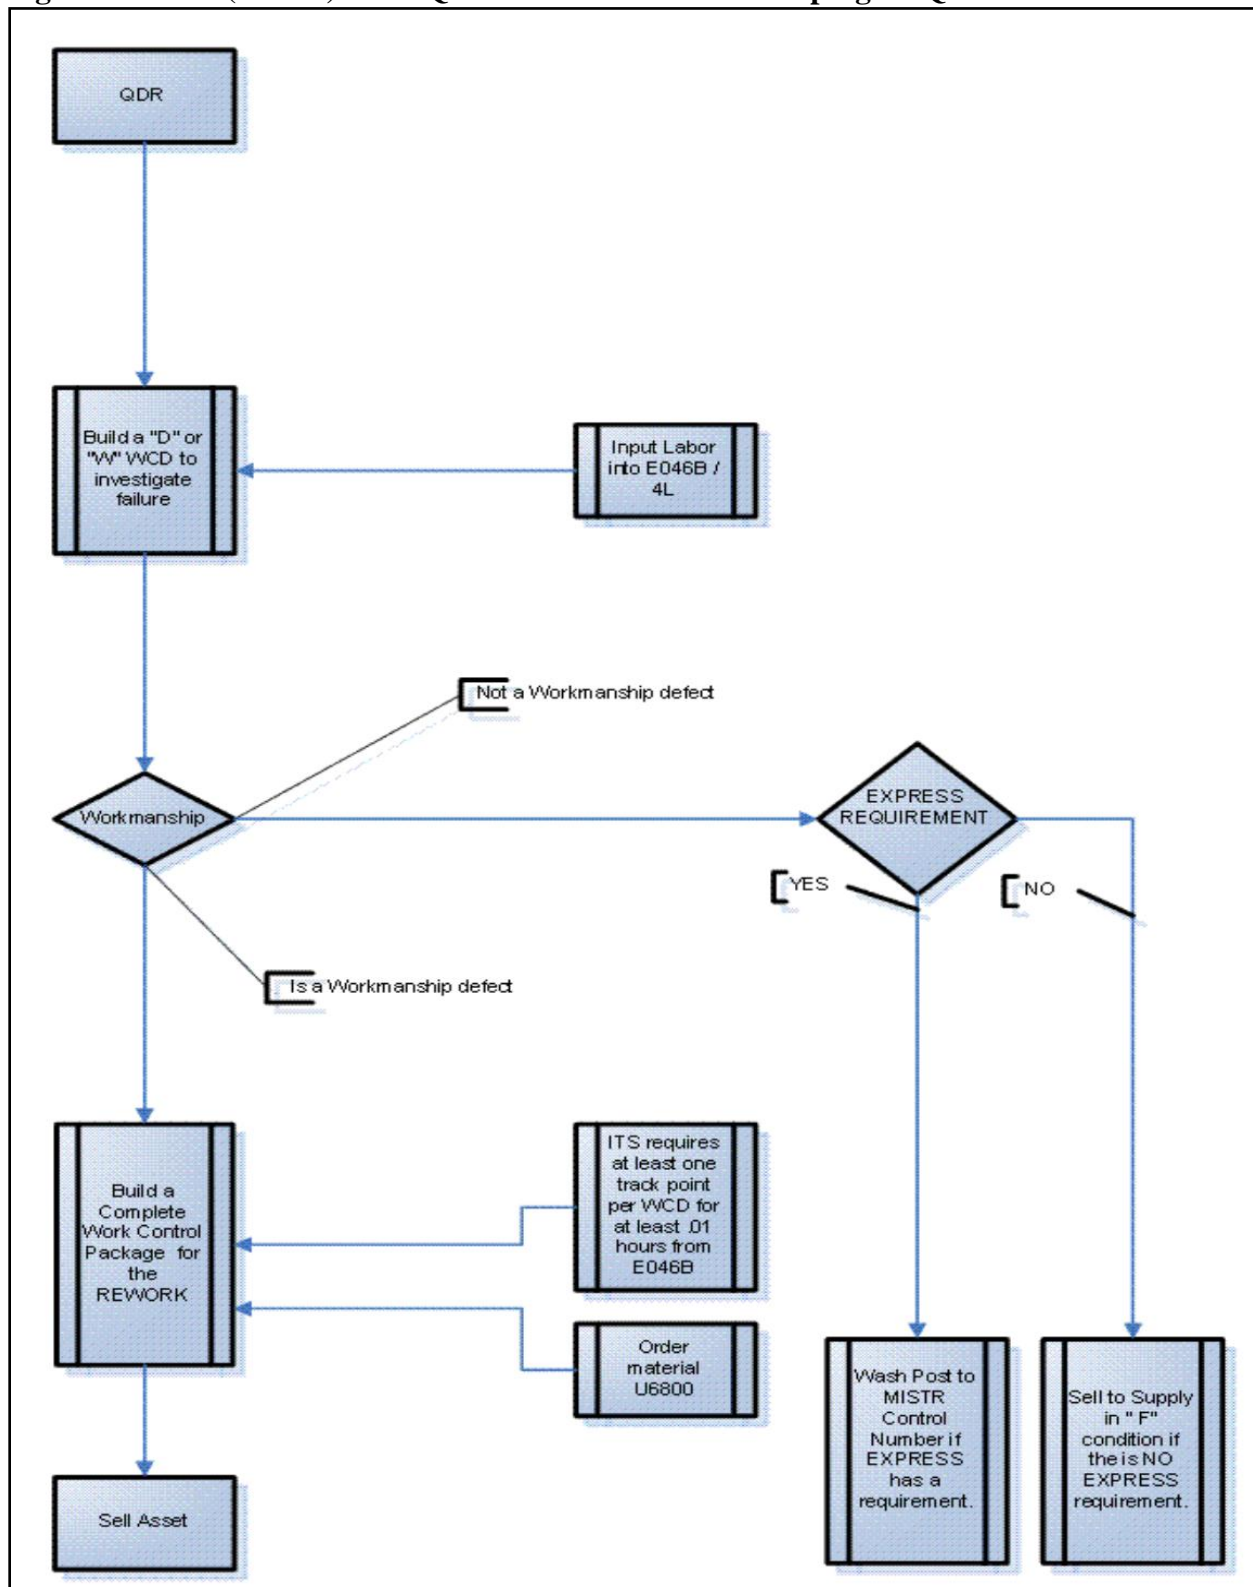 QDR
Build a "D" or
"W" WCD to
investigate
failure
Input Labor
into E046B /
4L
Not a Workmanship defect
Workmanship
EXPRESS
REQUIREMENT
YES
NO
Is a Workmanship defect
Build a
Complete
Work Control
Package for
the
REWORK
ITS requires
at least one
track point
per WCD for
at least .01
hours from
E046B
Order
material
U6800
Wash Post to
MISTR
Control
Number if
EXPRESS
has a
requirement.
Sell to Supply
in " F"
condition if
the is NO
EXPRESS
requirement.
Sell Asset